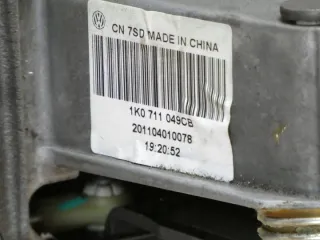 CN 7SD MADE IN CHINA
1K0 711 049CB
201104010078
19:20:52